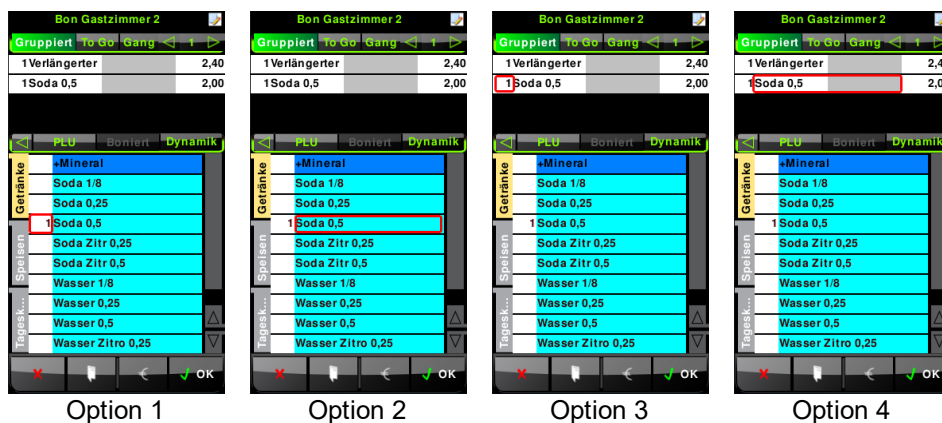 Bon Gastzimmer 2
Gruppiert To Go Gang 1
1 Verlängerter 2,40
1 Soda 0,5 2,00
PLU Boniert Dynamik
Getränke
Speisen
Tagesk...
+Mineral
Soda 1/8
Soda 0,25
1 Soda 0,5
Soda Zitr 0,25
Soda Zitr 0,5
Wasser 1/8
Wasser 0,25
Wasser 0,5
Wasser Zitro 0,25
€ OK
Option 1
Bon Gastzimmer 2
Gruppiert To Go Gang 1
1 Verlängerter 2,40
1 Soda 0,5 2,00
PLU Boniert Dynamik
Getränke
Speisen
Tagesk...
+Mineral
Soda 1/8
Soda 0,25
1 Soda 0,5
Soda Zitr 0,25
Soda Zitr 0,5
Wasser 1/8
Wasser 0,25
Wasser 0,5
Wasser Zitro 0,25
€ OK
Option 2
Bon Gastzimmer 2
Gruppiert To Go Gang 1
1 Verlängerter 2,40
1 Soda 0,5 2,00
PLU Boniert Dynamik
Getränke
Speisen
Tagesk...
+Mineral
Soda 1/8
Soda 0,25
1 Soda 0,5
Soda Zitr 0,25
Soda Zitr 0,5
Wasser 1/8
Wasser 0,25
Wasser 0,5
Wasser Zitro 0,25
€ OK
Option 3
Bon Gastzimmer 2
Gruppiert To Go Gang 1
1 Verlängerter 2,4
1 Soda 0,5 2,0
PLU Boniert Dynamik
Getränke
Speisen
Tagesk...
+Mineral
Soda 1/8
Soda 0,25
1 Soda 0,5
Soda Zitr 0,25
Soda Zitr 0,5
Wasser 1/8
Wasser 0,25
Wasser 0,5
Wasser Zitro 0,25
€ OK
Option 4